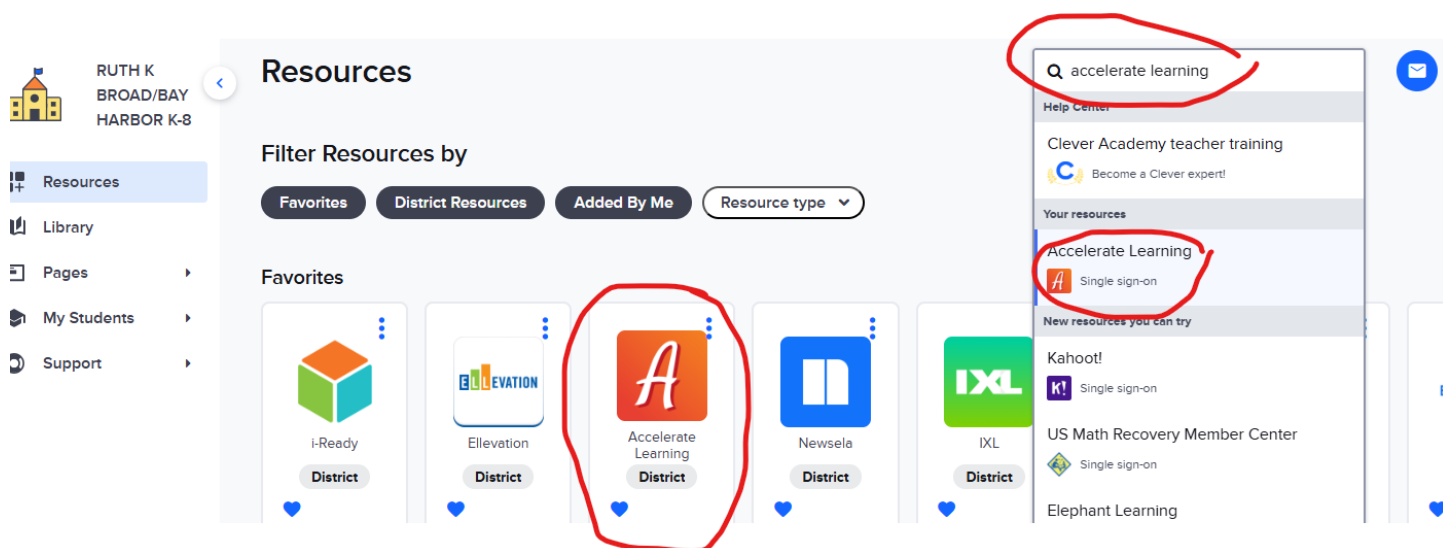 RUTH K
BROAD/BAY
HARBOR K-8
Resources
Library
Pages
My Students
Support
Resources
Filter Resources by
Favorites District Resources Added By Me Resource type
Favorites
i-Ready
District
ELLEVATION
Ellevation
District
A
Accelerate
Learning
District
Newsela
District
IXL
IXL
District
accelerate learning
Help Center
Clever Academy teacher training
C
Become a Clever expert!
Your resources
Accelerate Learning
A
Single sign-on
New resources you can try
Kahoot!
K!
Single sign-on
US Math Recovery Member Center
Single sign-on
Elephant Learning